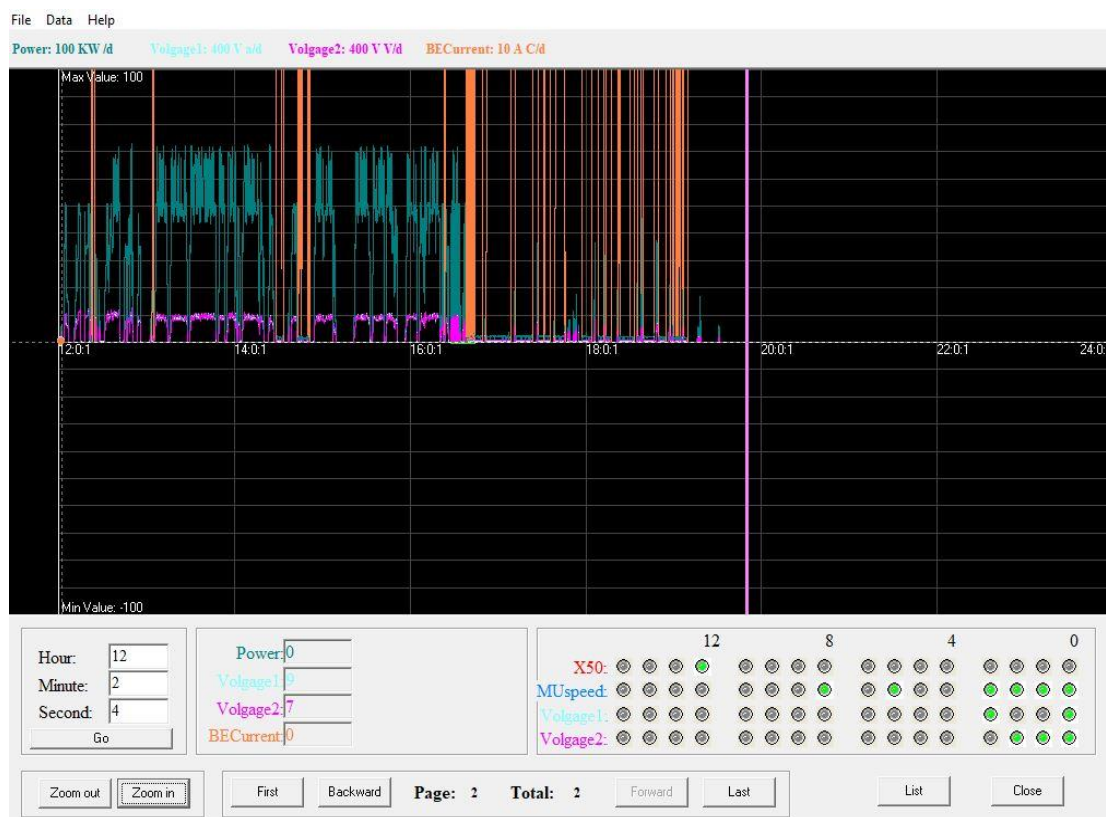 File Data Help
Power: 100 KW /d Volgage1: 400 V a/d Volgage2: 400 V V/d BECurrent: 10 A C/d
Max Value: 100
12:0:1 14:0:1 16:0:1 18:0:1 20:0:1 22:0:1 24:0:
Min Value: -100
Hour: 12
Minute: 2
Second: 4
Go
Power: 0
Volgage1: 9
Volgage2: 7
BECurrent: 0
12 8 4 0
X50:
MUspeed:
Volgage1:
Volgage2:
Zoom out Zoom in First Backward Page: 2 Total: 2 Forward Last List Close